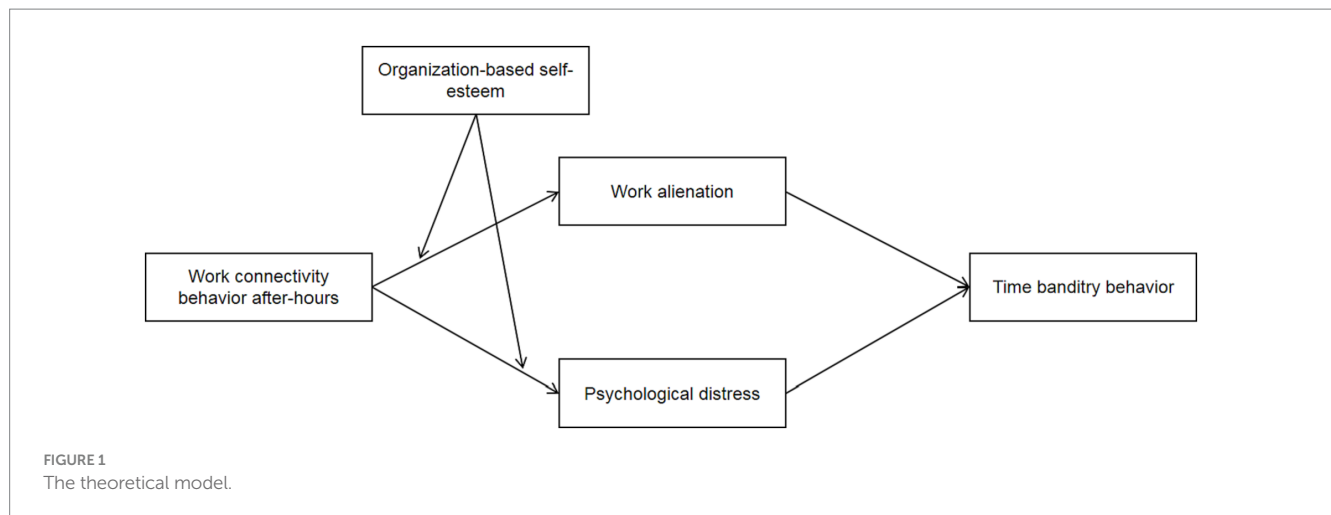 Organization-based self-
esteem
Work alienation
Work connectivity
behavior after-hours
Time banditry behavior
Psychological distress
FIGURE 1
The theoretical model.